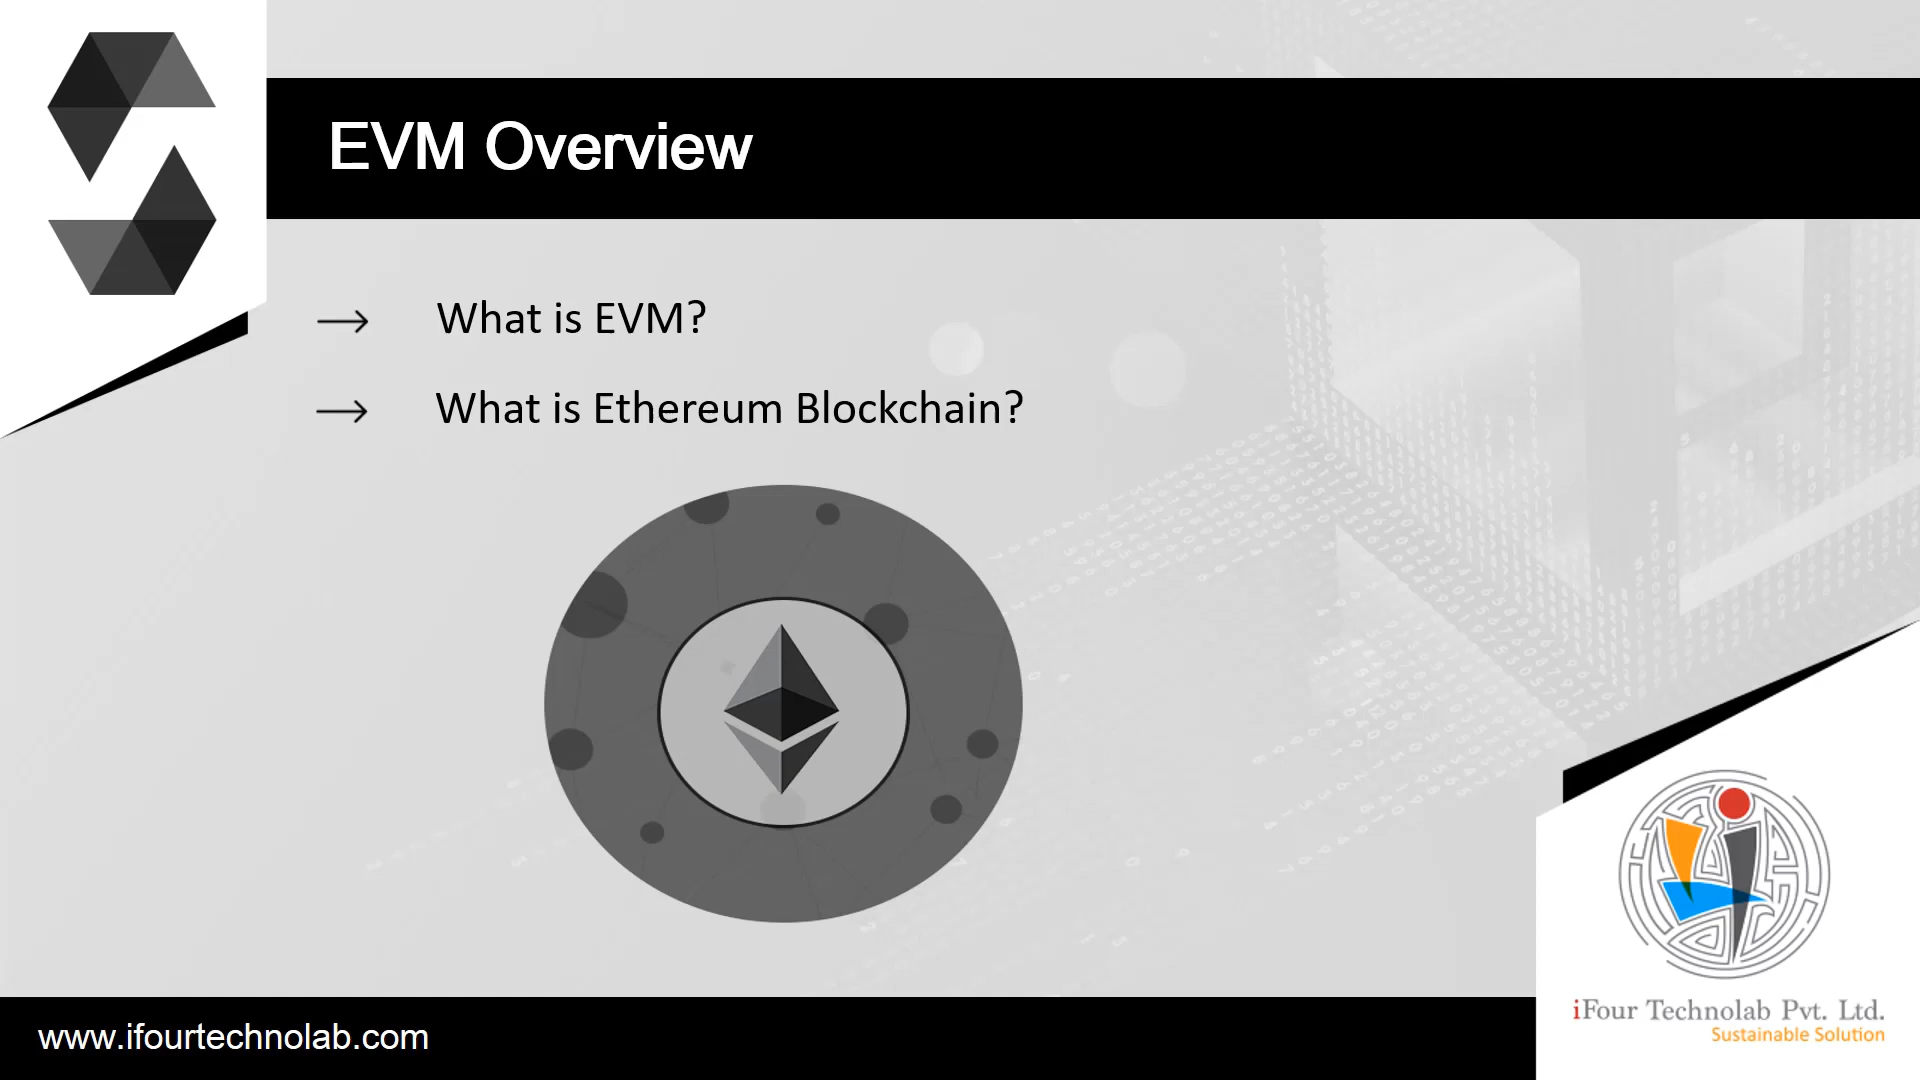 EVM Overview
What is EVM?
What is Ethereum Blockchain?
www.ifourtechnolab.com
iFour Technolab Pvt. Ltd.
Sustainable Solution